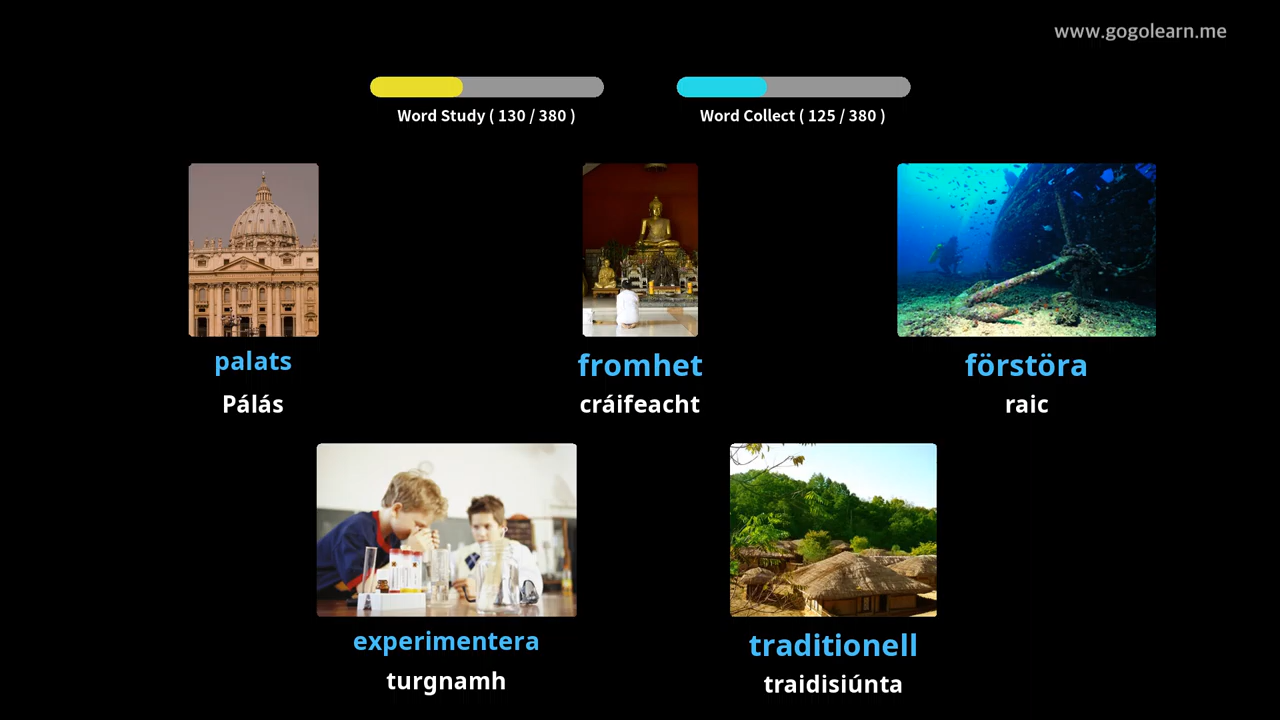 www.gogolearn.me
Word Study ( 130 / 380 )
Word Collect ( 125 / 380 )
palats
fromhet
förstöra
Pálás
cráifeacht
raic
experimentera
traditionell
turgnamh
traidisiúnta